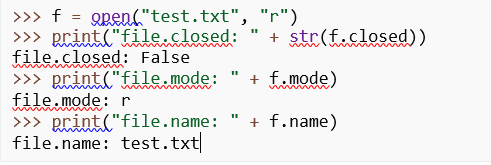 >>> f = open("test.txt", "r")
>>> print("file.closed: " + str(f.closed))
file.closed: False
>>> print("file.mode: " + f.mode)
file.mode: r
>>> print("file.name: " + f.name)
file.name: test.txt